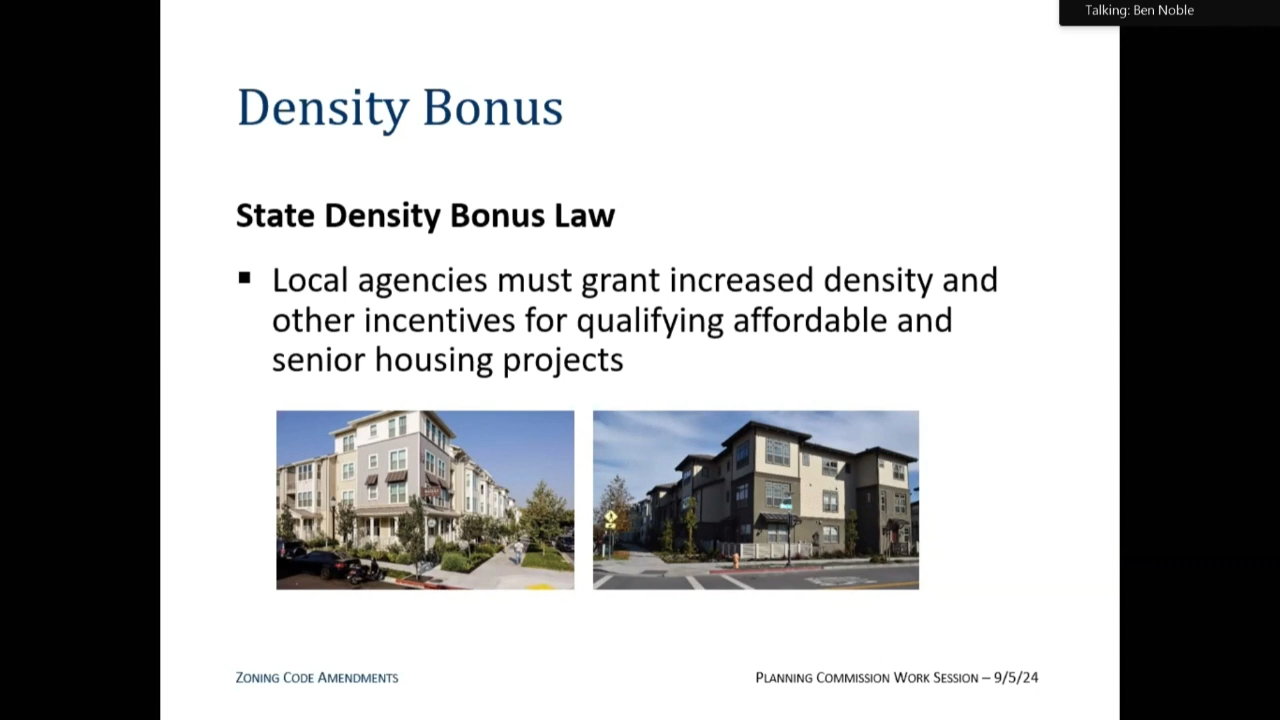 Talking: Ben Noble
Density Bonus
State Density Bonus Law
▪ Local agencies must grant increased density and
other incentives for qualifying affordable and
senior housing projects
Zoning Code Amendments
Planning Commission Work Session – 9/5/24